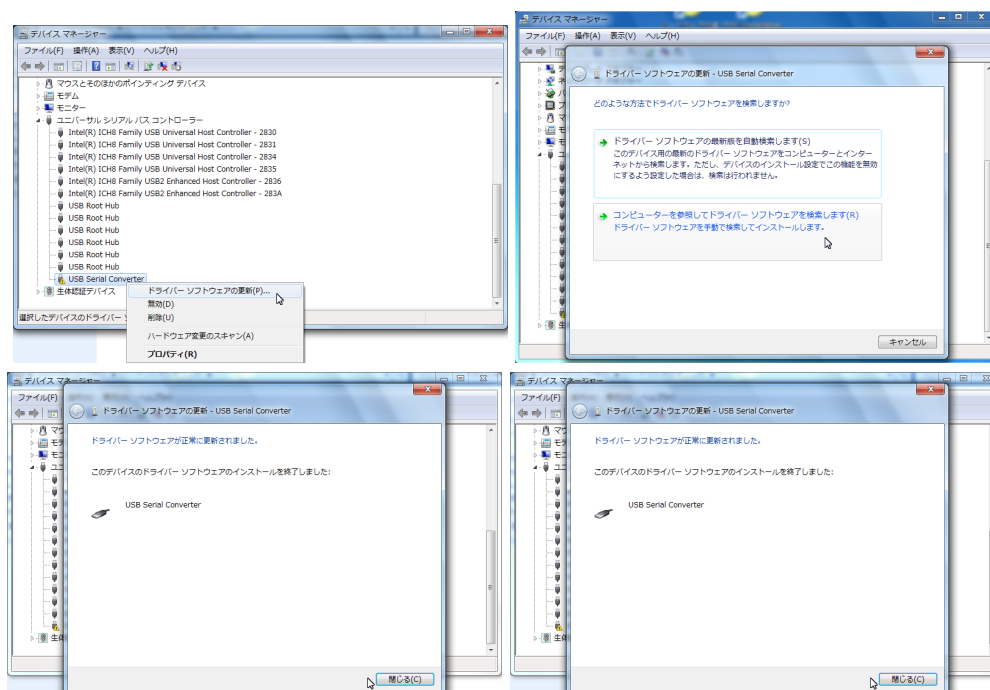 デバイス マネージャー
ファイル(F) 操作(A) 表示(V) ヘルプ(H)
マウスとそのほかのポインティング デバイス
モデム
モニター
ユニバーサル シリアル バス コントローラー
Intel(R) ICH8 Family USB Universal Host Controller - 2830
Intel(R) ICH8 Family USB Universal Host Controller - 2831
Intel(R) ICH8 Family USB Universal Host Controller - 2834
Intel(R) ICH8 Family USB Universal Host Controller - 2835
Intel(R) ICH8 Family USB2 Enhanced Host Controller - 2836
Intel(R) ICH8 Family USB2 Enhanced Host Controller - 283A
USB Root Hub
USB Root Hub
USB Root Hub
USB Root Hub
USB Root Hub
USB Root Hub
USB Serial Converter
生体認証デバイス
選択したデバイスのドライバー
ドライバー ソフトウェアの更新(P)...
無効(D)
削除(U)
ハードウェア変更のスキャン(A)
プロパティ(R)
デバイス マネージャー
ファイル(F) 操作(A) 表示(V) ヘルプ(H)
ドライバー ソフトウェアの更新 - USB Serial Converter
どのような方法でドライバー ソフトウェアを検索しますか?
ドライバー ソフトウェアの最新版を自動検索します(S)
このデバイス用の最新のドライバー ソフトウェアをコンピューターとインター
ネットから検索します。ただし、デバイスのインストール設定でこの機能を無効
にするよう設定した場合は、検索は行われません。
コンピューターを参照してドライバー ソフトウェアを検索します(R)
ドライバー ソフトウェアを手動で検索してインストールします。
キャンセル
デバイス マネージャー
ファイル(F)
ドライバー ソフトウェアの更新 - USB Serial Converter
ドライバー ソフトウェアが正常に更新されました。
このデバイスのドライバー ソフトウェアのインストールを終了しました:
USB Serial Converter
閉じる(C)
デバイス マネージャー
ファイル(F)
ドライバー ソフトウェアの更新 - USB Serial Converter
ドライバー ソフトウェアが正常に更新されました。
このデバイスのドライバー ソフトウェアのインストールを終了しました:
USB Serial Converter
閉じる(C)